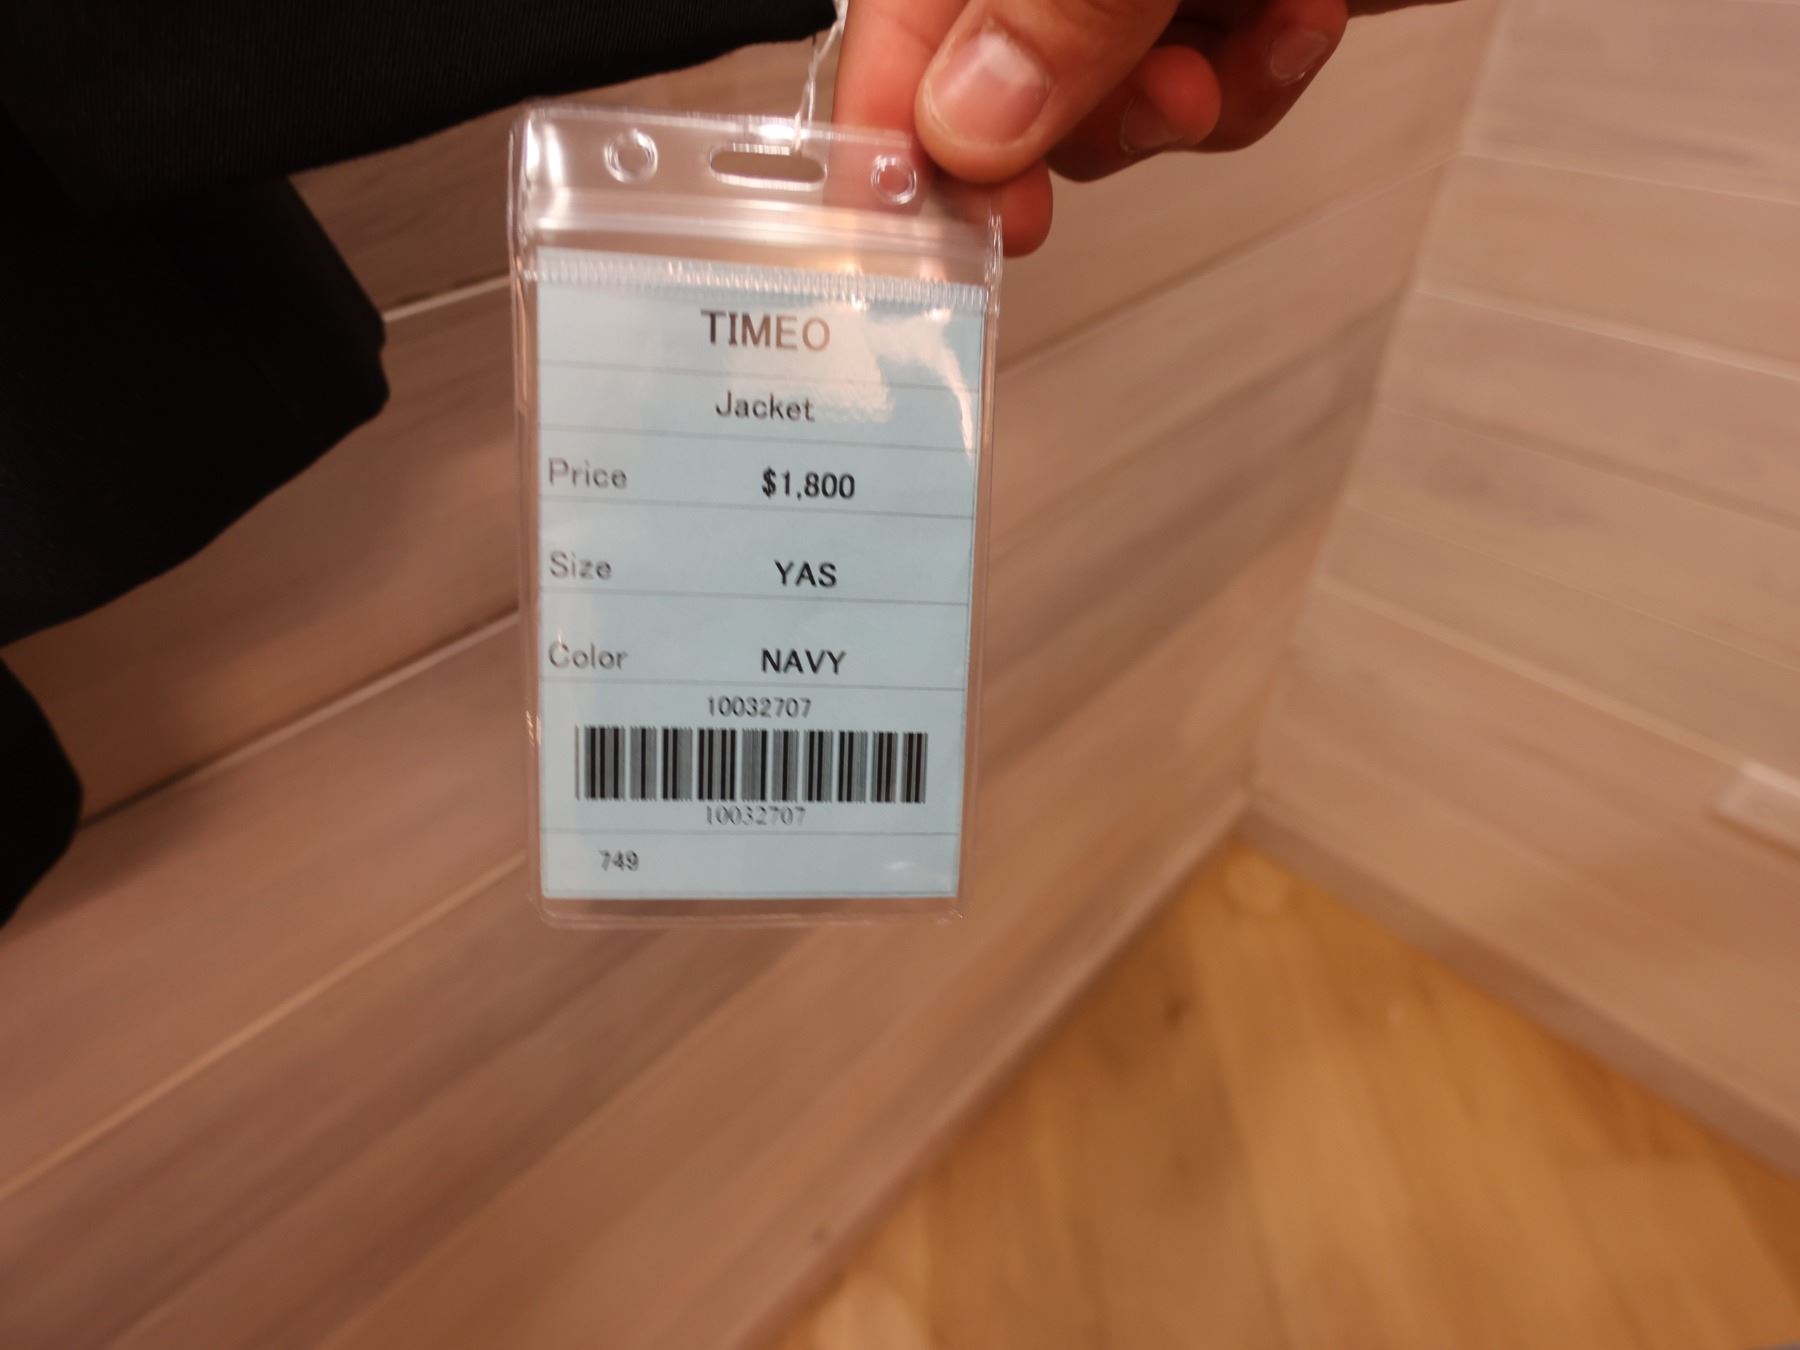 TIMEO
Jacket
Price $1,800
Size YAS
Color NAVY
10032707
10032707
749